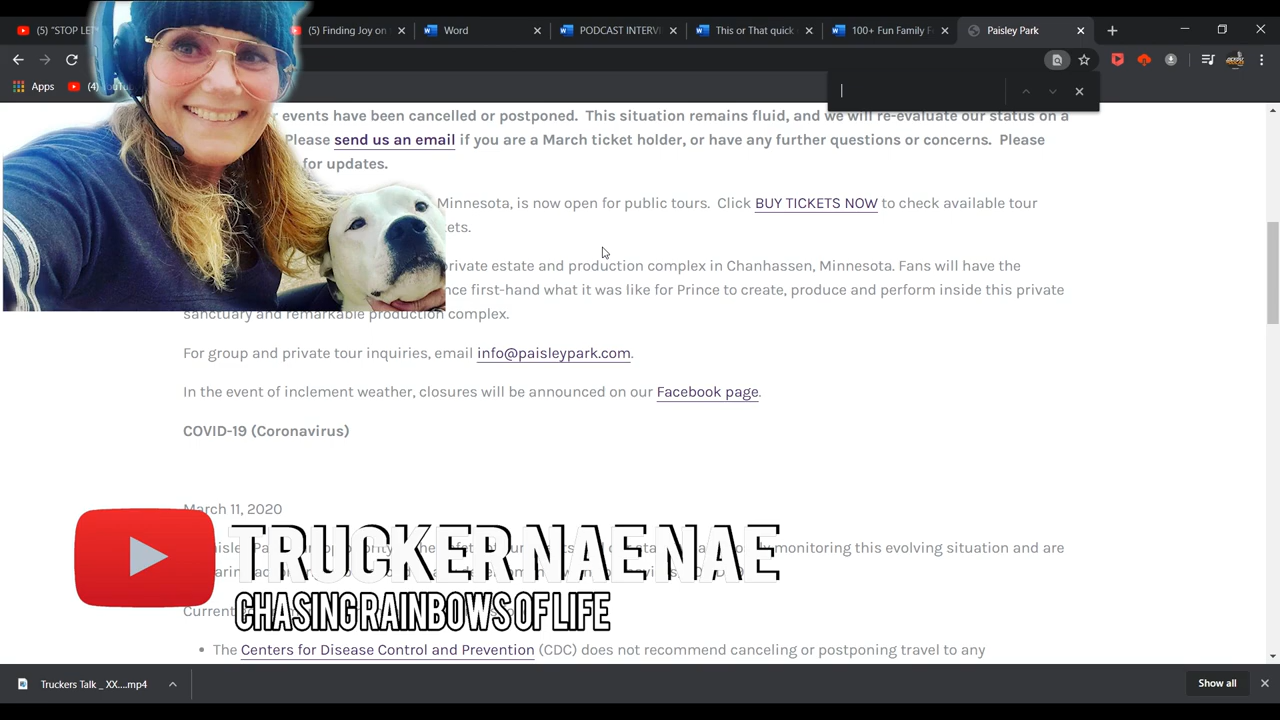 (5) "STOP LET
(5) Finding Joy on
Word
PODCAST INTERVI
This or That quick
100+ Fun Family F
Paisley Park
Apps
(4) YouTu
events have been cancelled or postponed. This situation remains fluid, and we will re-evaluate our status on a
Please send us an email if you are a March ticket holder, or have any further questions or concerns. Please
for updates.
Minnesota, is now open for public tours. Click BUY TICKETS NOW to check available tour
kets.
private estate and production complex in Chanhassen, Minnesota. Fans will have the
nce first-hand what it was like for Prince to create, produce and perform inside this private
sanctuary and remarkable production complex.
For group and private tour inquiries, email info@paisleypark.com.
In the event of inclement weather, closures will be announced on our Facebook page.
COVID-19 (Coronavirus)
March 11, 2020
TRUCKER NAE NAE
monitoring this evolving situation and are
CHASING RAINBOWS OF LIFE
Current
The Centers for Disease Control and Prevention (CDC) does not recommend canceling or postponing travel to any
Truckers Talk _ XX....mp4
Show all